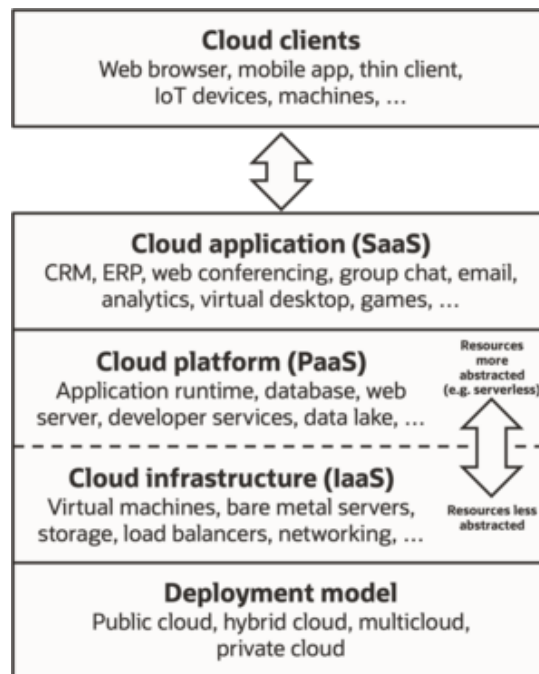 Cloud clients
Web browser, mobile app, thin client,
IoT devices, machines, …
Cloud application (SaaS)
CRM, ERP, web conferencing, group chat, email,
analytics, virtual desktop, games, …
Cloud platform (PaaS)
Application runtime, database, web
server, developer services, data lake, …
Resources
more
abstracted
(e.g. serverless)
Cloud infrastructure (IaaS)
Virtual machines, bare metal servers,
storage, load balancers, networking, …
Resources less
abstracted
Deployment model
Public cloud, hybrid cloud, multicloud,
private cloud